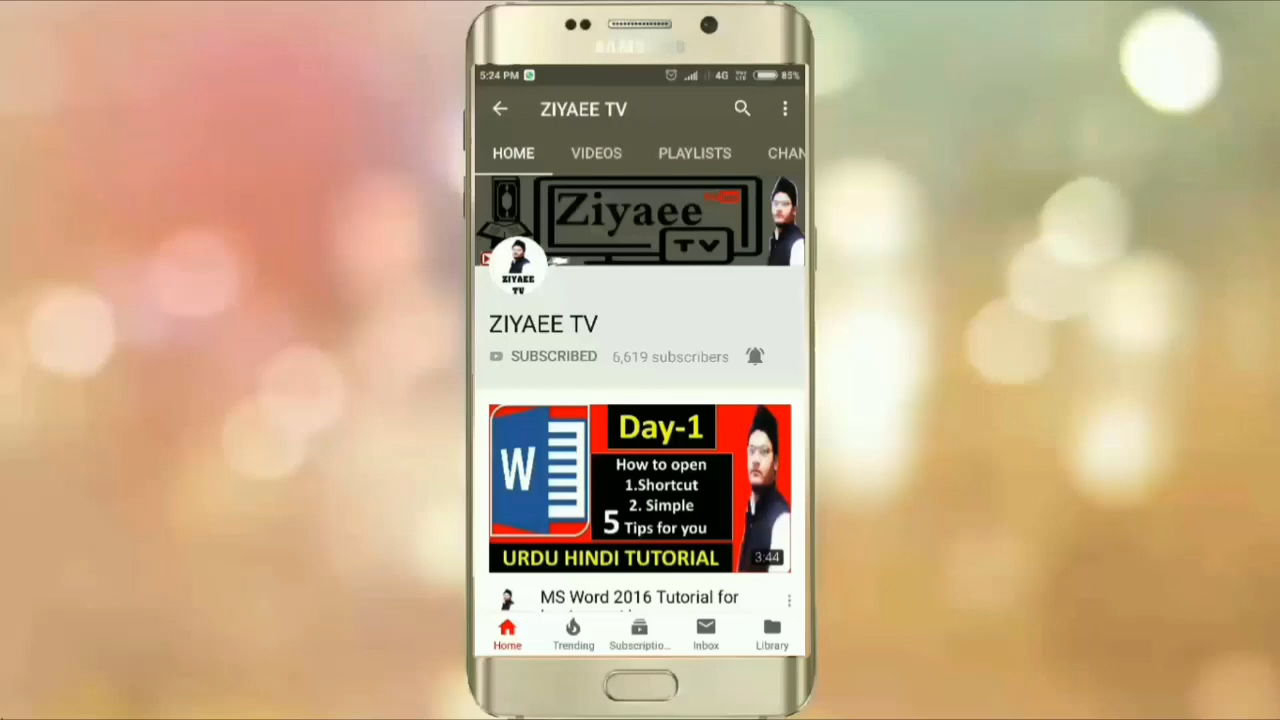 SAMSUNG
5:24 PM 4G 85%
ZIYAEE TV
HOME VIDEOS PLAYLISTS CHAN
Ziyaee
TV
ZIYAEE
TV
ZIYAEE TV
SUBSCRIBED 6,619 subscribers
W
Day-1
How to open
1.Shortcut
2. Simple
5 Tips for you
URDU HINDI TUTORIAL
3:44
MS Word 2016 Tutorial for
Home Trending Subscriptio... Inbox Library